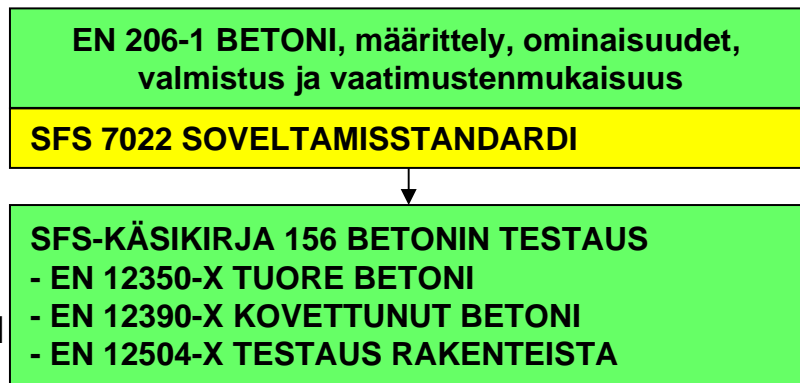 EN 206-1 BETONI, määrittely, ominaisuudet,
valmistus ja vaatimustenmukaisuus
SFS 7022 SOVELTAMISSTANDARDI
SFS-KÄSIKIRJA 156 BETONIN TESTAUS
- EN 12350-X TUORE BETONI
- EN 12390-X KOVETTUNUT BETONI
- EN 12504-X TESTAUS RAKENTEISTA